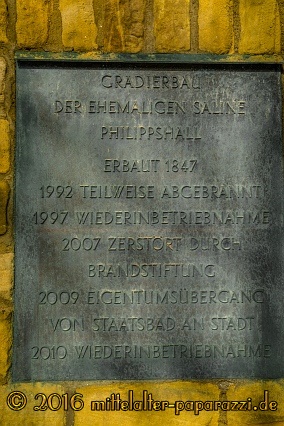 GRADIERBAU
DER EHEMALIGEN SALINE
PHILIPPSHALL
ERBAUT 1847
1992 TEILWEISE ABGEBRANNT
1997 WIEDERINBETRIEBNAHME
2007 ZERSTÖRT DURCH
BRANDSTIFTUNG
2009 EIGENTUMSÜBERGANG
VON STAATSBAD AN STADT
2010 WIEDERINBETRIEBNAHME
© 2016 mittelalter-paparazzi.de